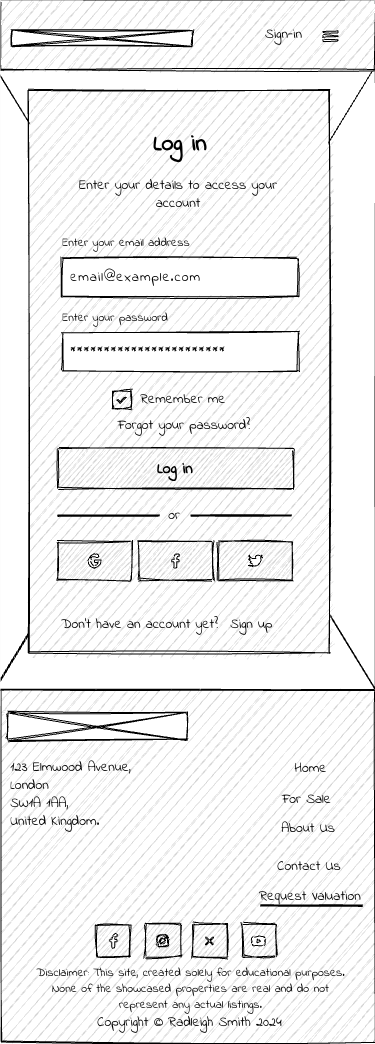 Sign-in
Log in
Enter your details to access your
account
Enter your email address
email@example.com
Enter your password
***********************
Remember me
Forgot your password?
Log in
or
Don't have an account yet? Sign up
123 Elmwood Avenue,
London
SW1A 1AA,
United Kingdom.
Home
For Sale
About Us
Contact Us
Request Valuation
Disclaimer: This site, created solely for educational purposes.
None of the showcased properties are real and do not
represent any actual listings.
Copyright © Radleigh Smith 2024